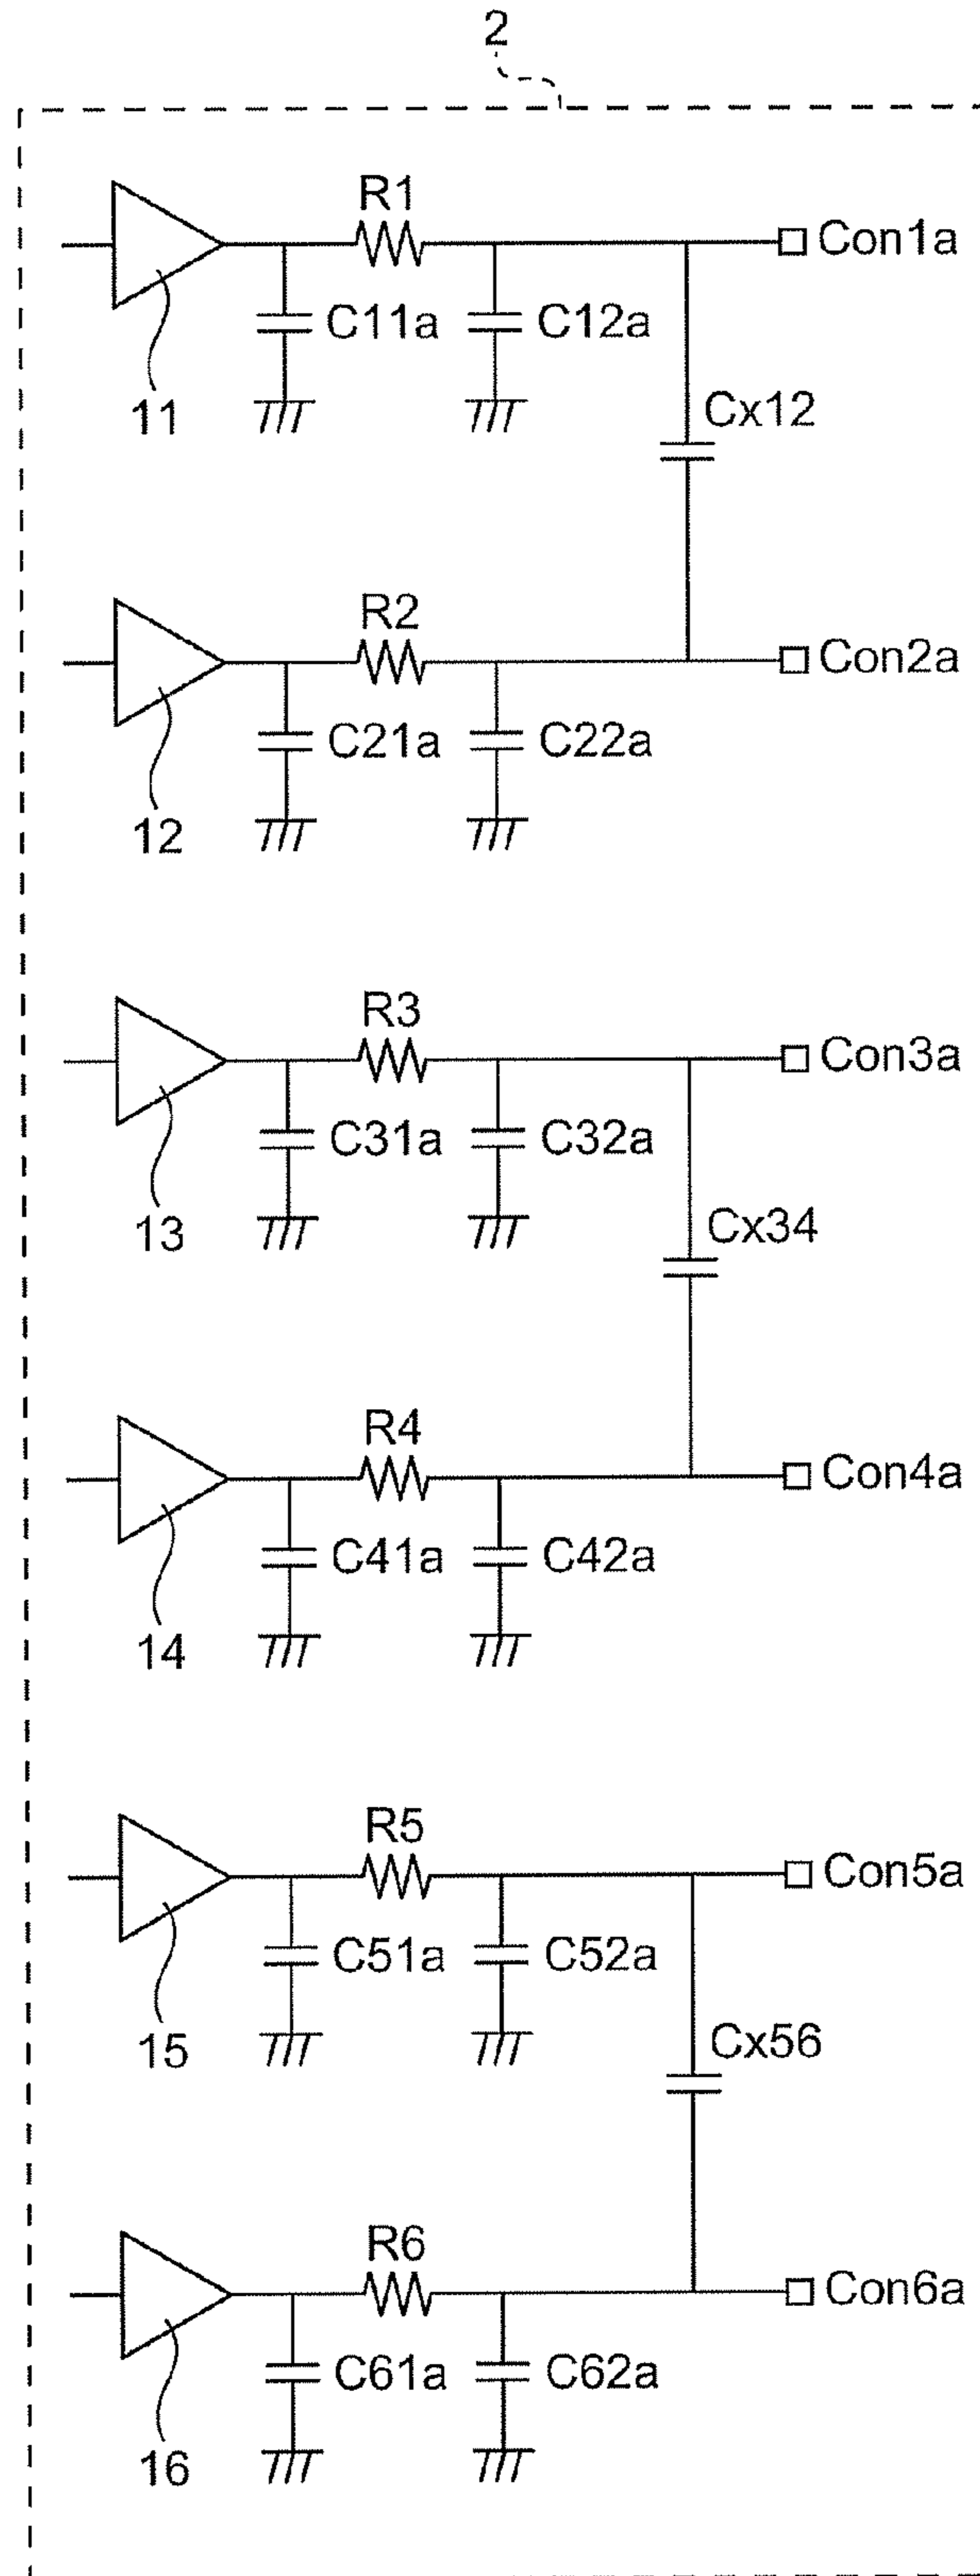 2
R1
Con1a
C11a
C12a
11
Cx12
R2
Con2a
C21a
C22a
12
R3
Con3a
C31a
C32a
13
Cx34
R4
Con4a
C41a
C42a
14
R5
Con5a
C51a
C52a
15
Cx56
R6
Con6a
C61a
C62a
16